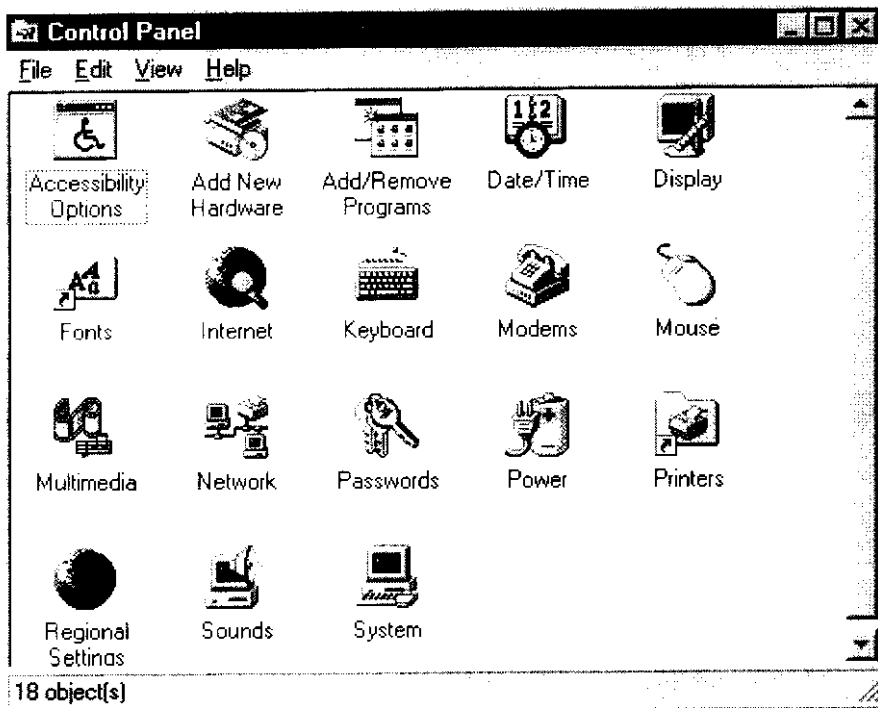 Control Panel
File Edit View Help
Accessibility Options
Add New Hardware
Add/Remove Programs
Date/Time
Display
Fonts
Internet
Keyboard
Modems
Mouse
Multimedia
Network
Passwords
Power
Printers
Regional Settings
Sounds
System
18 object(s)